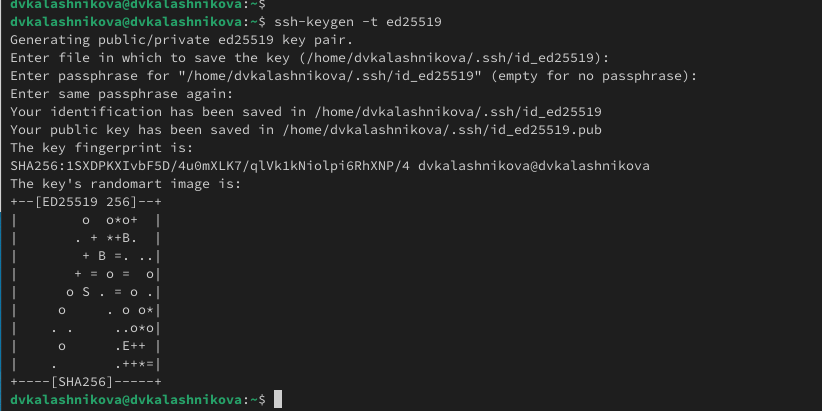 dvkalashnikova@dvkalashnikova:~$
dvkalashnikova@dvkalashnikova:~$ ssh-keygen -t ed25519
Generating public/private ed25519 key pair.
Enter file in which to save the key (/home/dvkalashnikova/.ssh/id_ed25519):
Enter passphrase for "/home/dvkalashnikova/.ssh/id_ed25519" (empty for no passphrase):
Enter same passphrase again:
Your identification has been saved in /home/dvkalashnikova/.ssh/id_ed25519
Your public key has been saved in /home/dvkalashnikova/.ssh/id_ed25519.pub
The key fingerprint is:
SHA256:1SXDPKXIvbF5D/4u0mXLK7/qlVk1kNiolpi6RhXNP/4 dvkalashnikova@dvkalashnikova
The key's randomart image is:
+--[ED25519 256]--+
|        o  o*o+  |
|       . + *+B.  |
|        + B =. ..|
|       + = o =  o|
|      o S . = o .|
|     o     . o o*|
|    . .     ..o*o|
|     o      .E++ |
|    .       .++*=|
+----[SHA256]-----+
dvkalashnikova@dvkalashnikova:~$